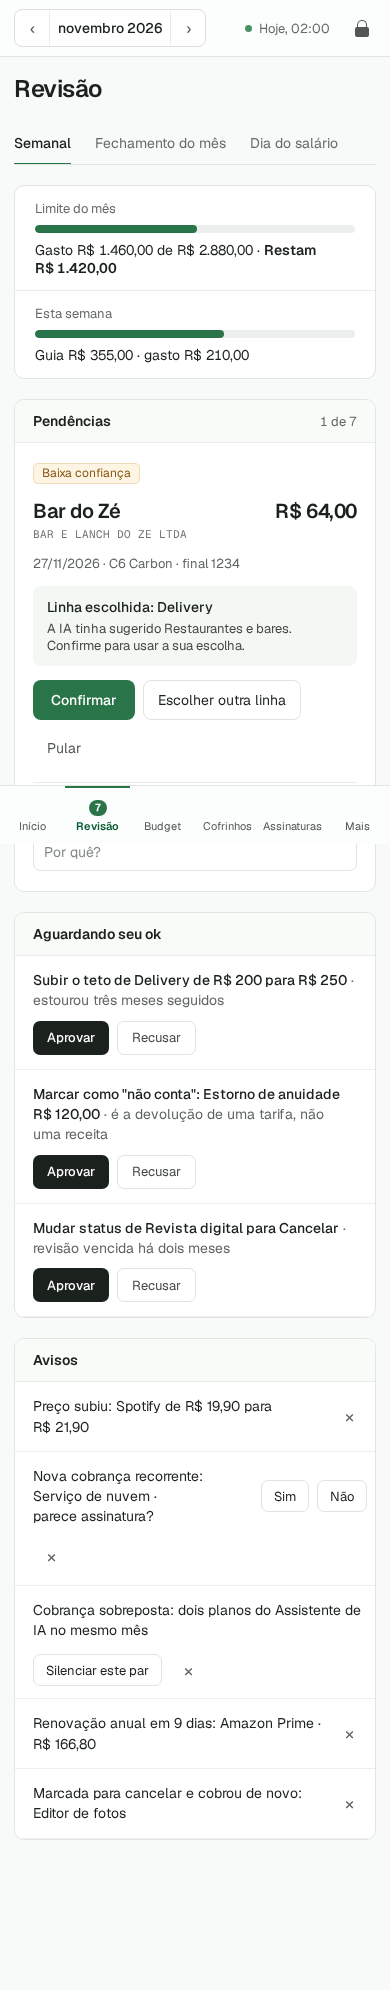 ‹ novembro 2026 › Hoje, 02:00
Revisão
Semanal Fechamento do mês Dia do salário
Limite do mês
Gasto R$ 1.460,00 de R$ 2.880,00 · Restam
R$ 1.420,00
Esta semana
Guia R$ 355,00 · gasto R$ 210,00
Pendências 1 de 7
Baixa confiança
Bar do Zé R$ 64,00
BAR E LANCH DO ZE LTDA
27/11/2026 · C6 Carbon · final 1234
Linha escolhida: Delivery
A IA tinha sugerido Restaurantes e bares.
Confirme para usar a sua escolha.
Confirmar Escolher outra linha
Pular
7
Início Revisão Budget Cofrinhos Assinaturas Mais
Por quê?
Aguardando seu ok
Subir o teto de Delivery de R$ 200 para R$ 250 ·
estourou três meses seguidos
Aprovar Recusar
Marcar como "não conta": Estorno de anuidade
R$ 120,00 · é a devolução de uma tarifa, não
uma receita
Aprovar Recusar
Mudar status de Revista digital para Cancelar ·
revisão vencida há dois meses
Aprovar Recusar
Avisos
Preço subiu: Spotify de R$ 19,90 para
R$ 21,90
×
Nova cobrança recorrente:
Serviço de nuvem ·
parece assinatura?
Sim Não
×
Cobrança sobreposta: dois planos do Assistente de
IA no mesmo mês
Silenciar este par ×
Renovação anual em 9 dias: Amazon Prime ·
R$ 166,80
×
Marcada para cancelar e cobrou de novo:
Editor de fotos
×